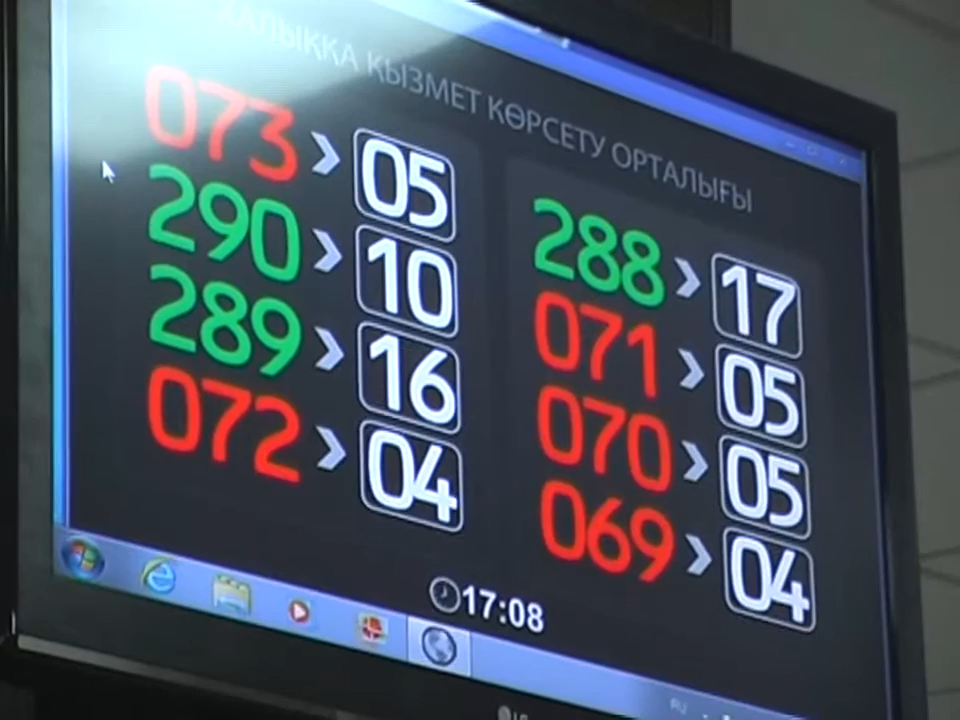 ХАЛЫҚҚА ҚЫЗМЕТ КӨРСЕТУ ОРТАЛЫҒЫ
073 > 05
290 > 10
289 > 16
072 > 04
288 > 17
071 > 05
070 > 05
069 > 04
17:08
RU